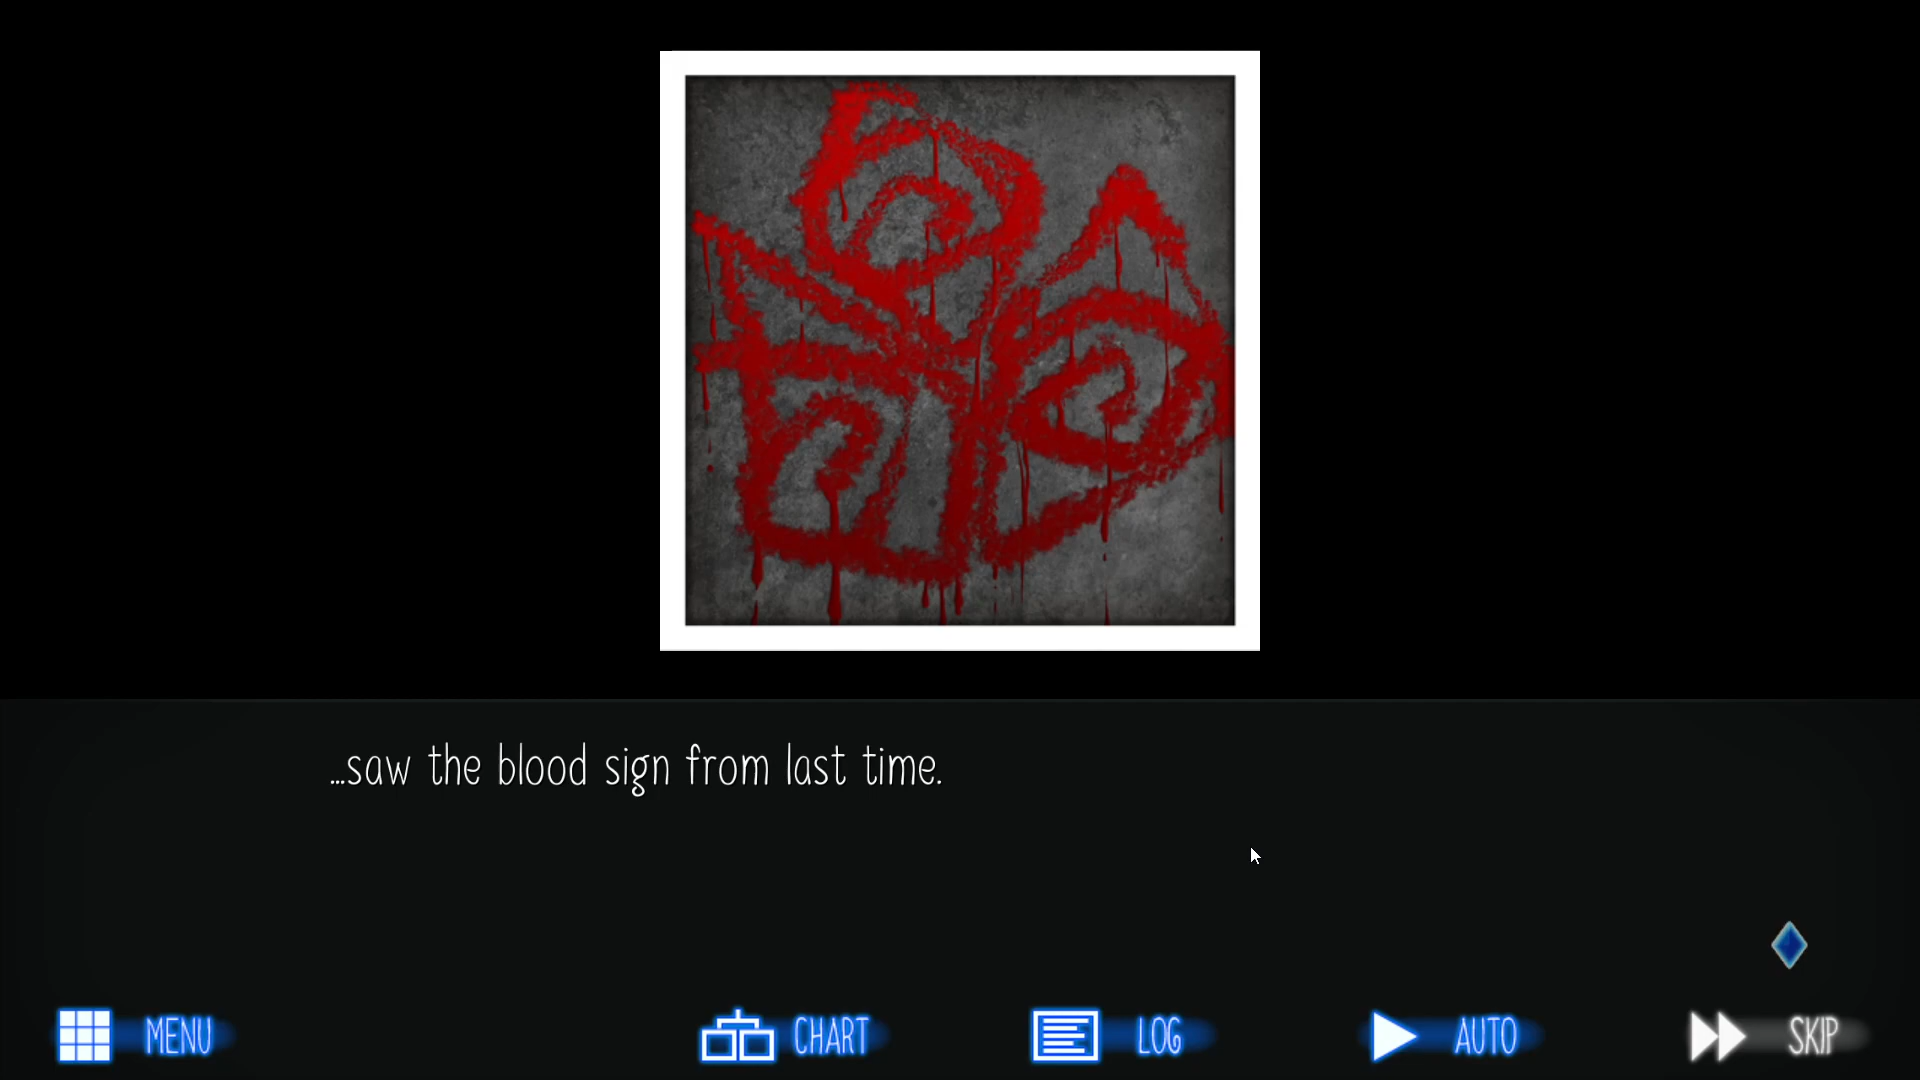 ...saw the blood sign from last time.
MENU
CHART
LOG
AUTO
SKIP